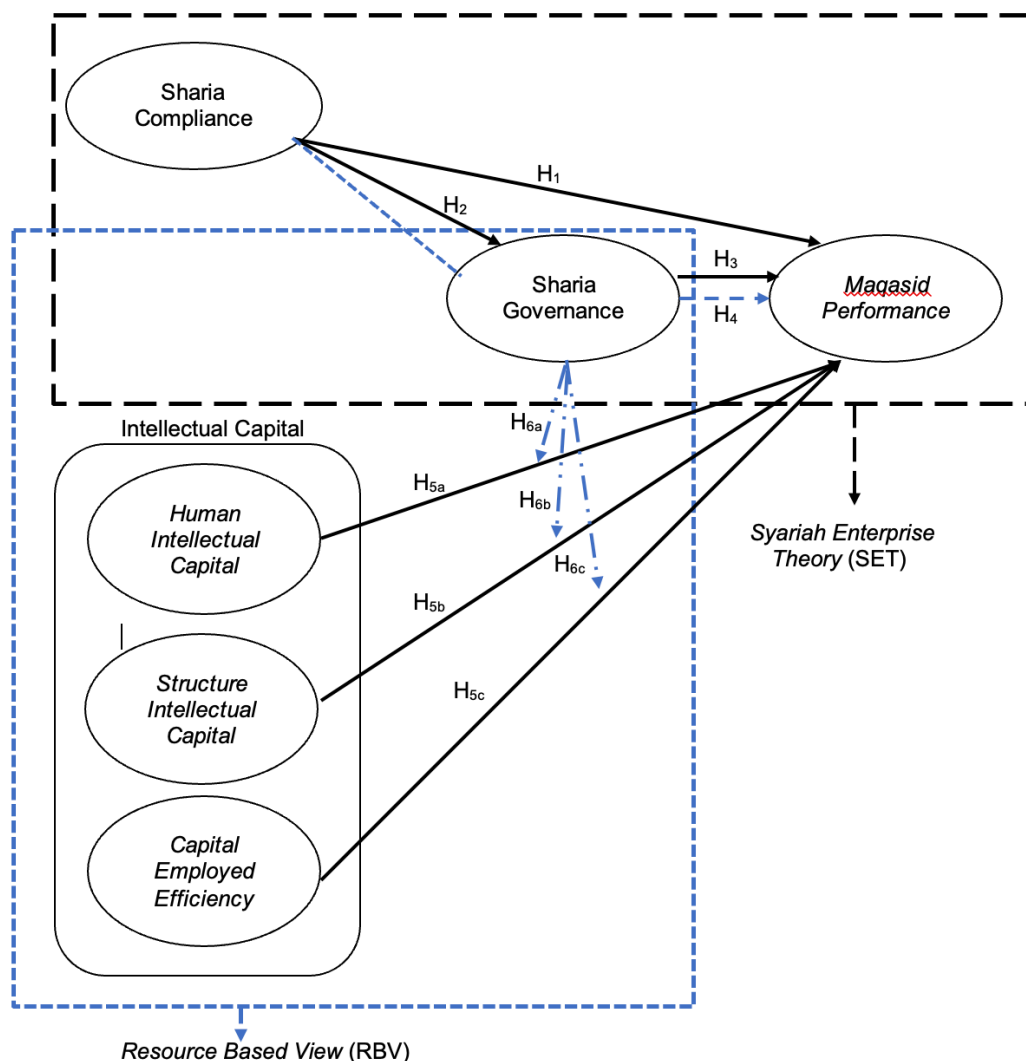 Sharia
Compliance
H1
H2
Sharia
Governance
H3
H4
Maqasid
Performance
Intellectual Capital
H6a
H5a
H6b
H6c
Human
Intellectual
Capital
Syariah Enterprise
Theory (SET)
H5b
H5c
Structure
Intellectual
Capital
Capital
Employed
Efficiency
Resource Based View (RBV)